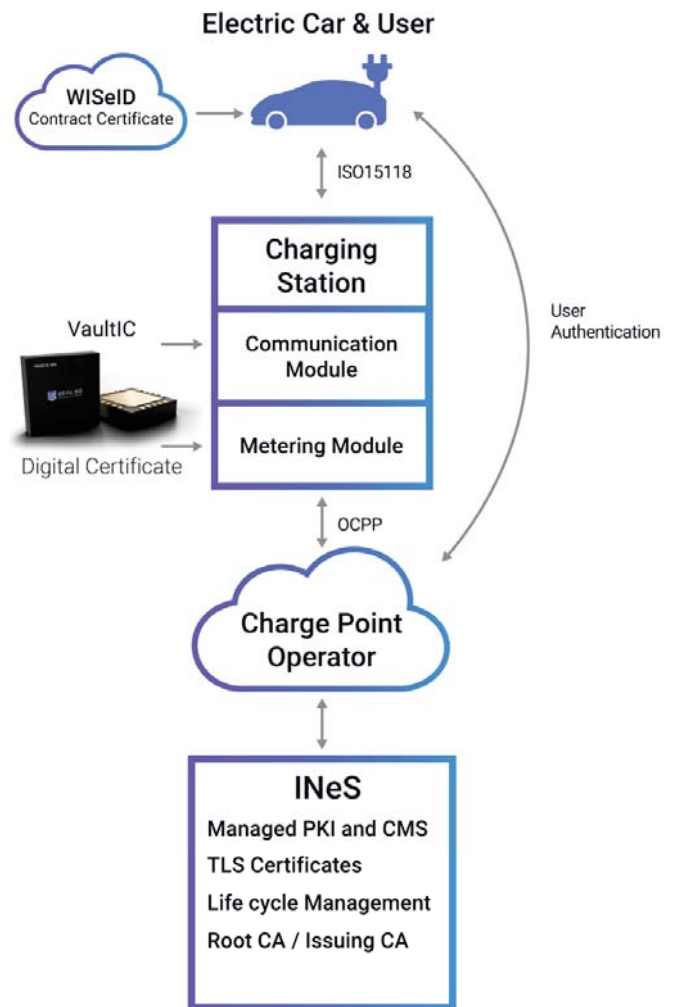 Electric Car & User
WISeID
Contract Certificate
ISO15118
Charging
Station
User
Authentication
VaultIC
Communication
Module
Metering Module
Digital Certificate
OCPP
Charge Point
Operator
INeS
Managed PKI and CMS
TLS Certificates
Life cycle Management
Root CA / Issuing CA